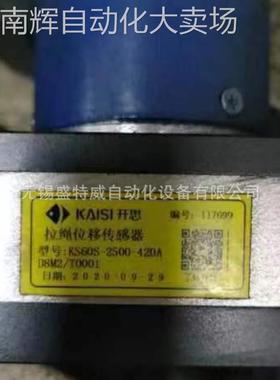 南辉自动化大卖场
KAISI 开思 编号: 117699
无锡盛特威自动化设备有限公司
拉绳位移传感器
型号: KS60S-2500-420A
D8M2/T0001
日期: 2020-09-29